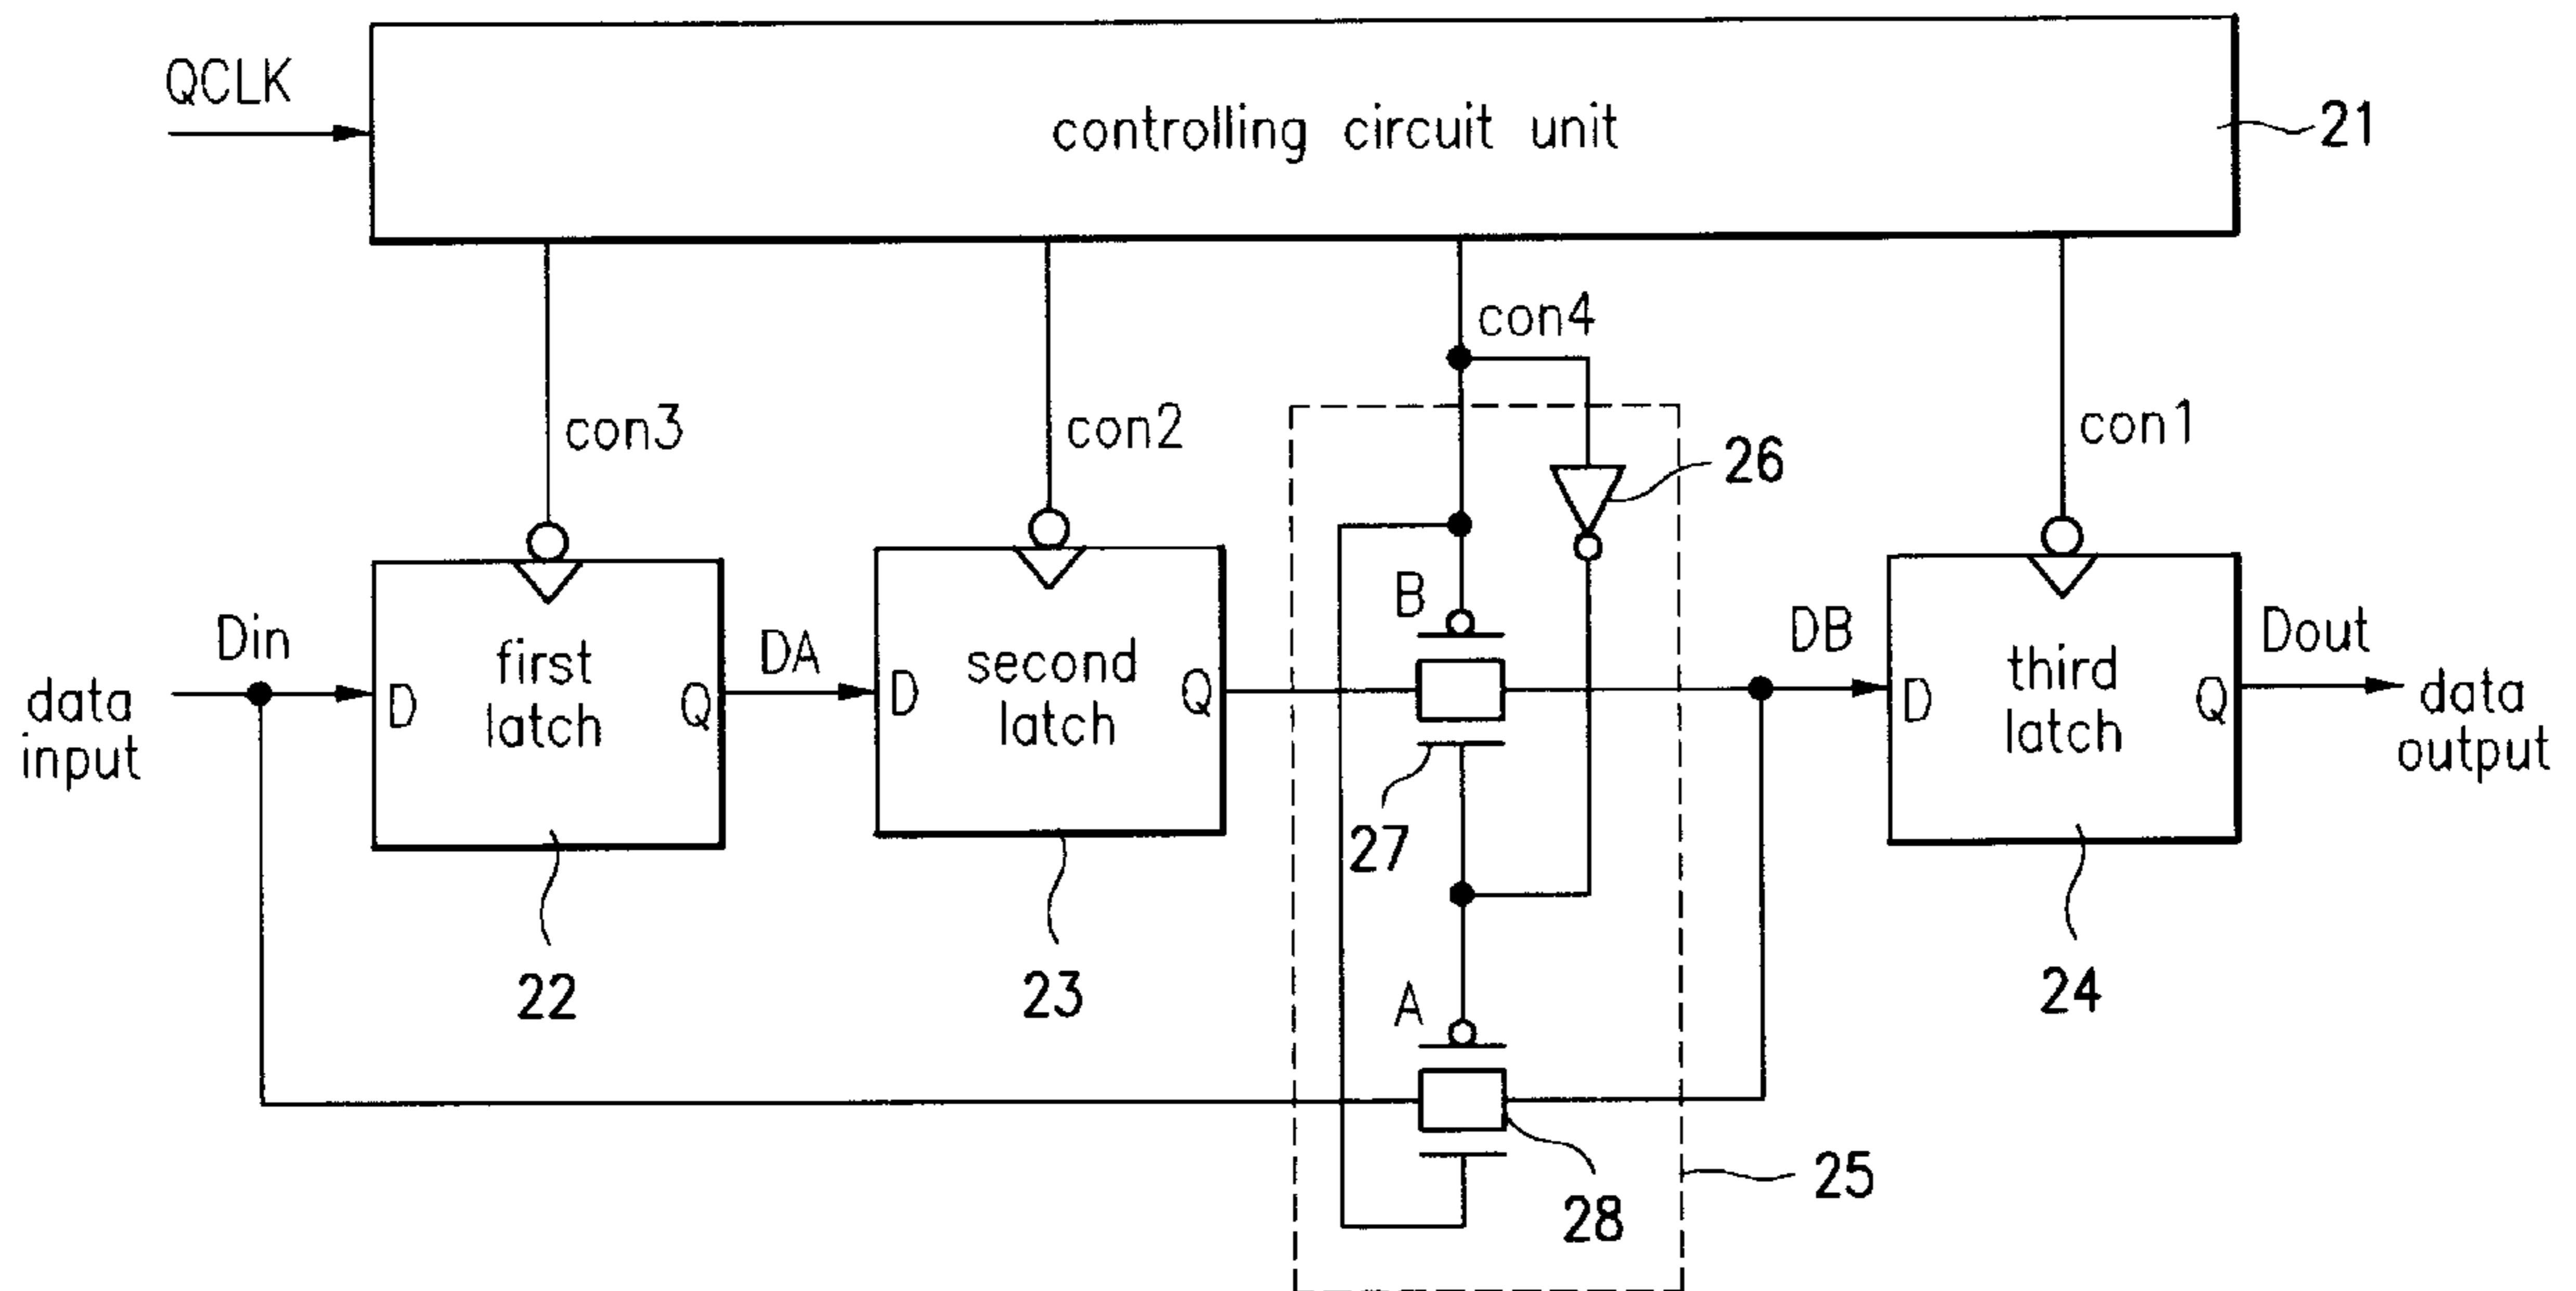 QCLK
controlling circuit unit
21
con4
con3
con2
con1
26
B
Din
DA
DB
Dout
first
latch
second
latch
third
latch
D
Q
D
Q
D
Q
data
input
data
output
27
22
23
24
A
28
25